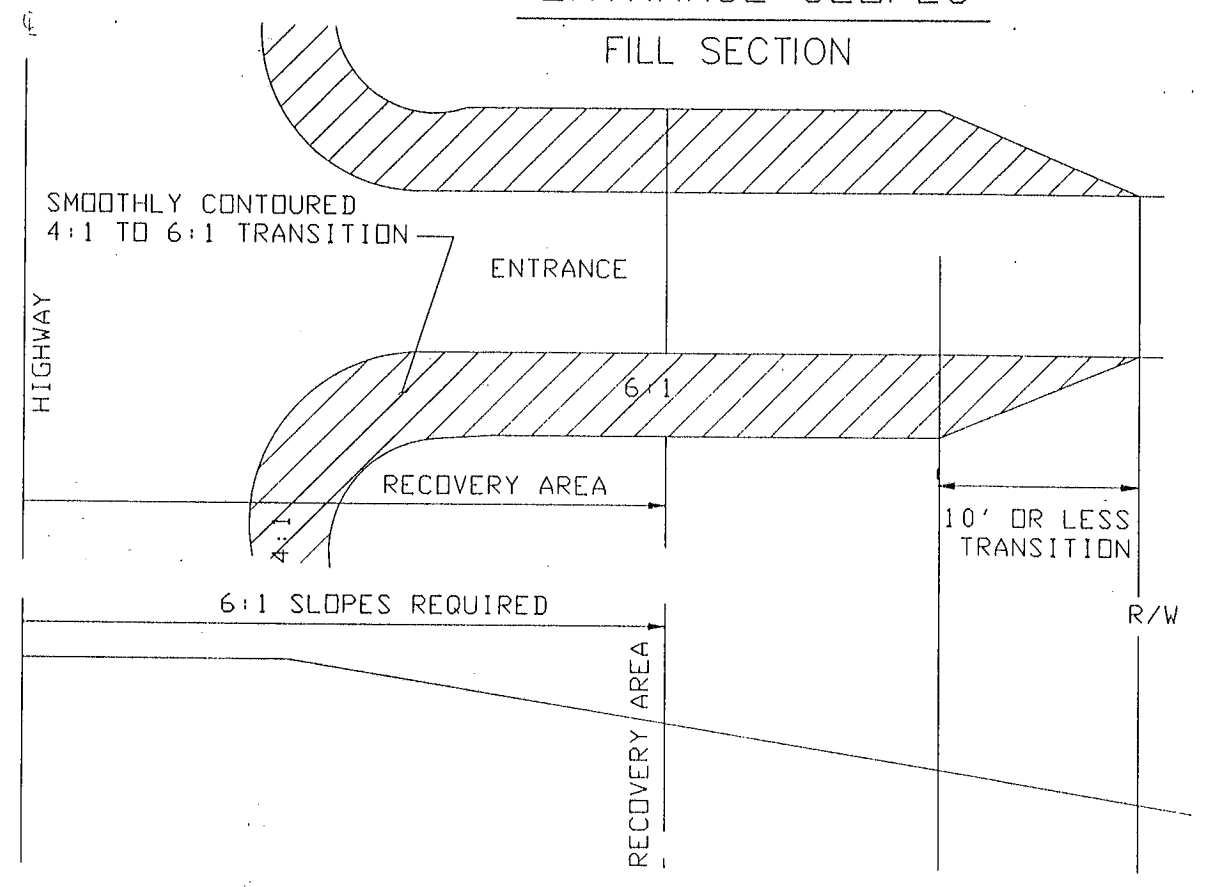 ℄
FILL SECTION
SMOOTHLY CONTOURED
4:1 TO 6:1 TRANSITION
ENTRANCE
HIGHWAY
6:1
RECOVERY AREA
4:1
10' OR LESS
TRANSITION
6:1 SLOPES REQUIRED
R/W
RECOVERY AREA